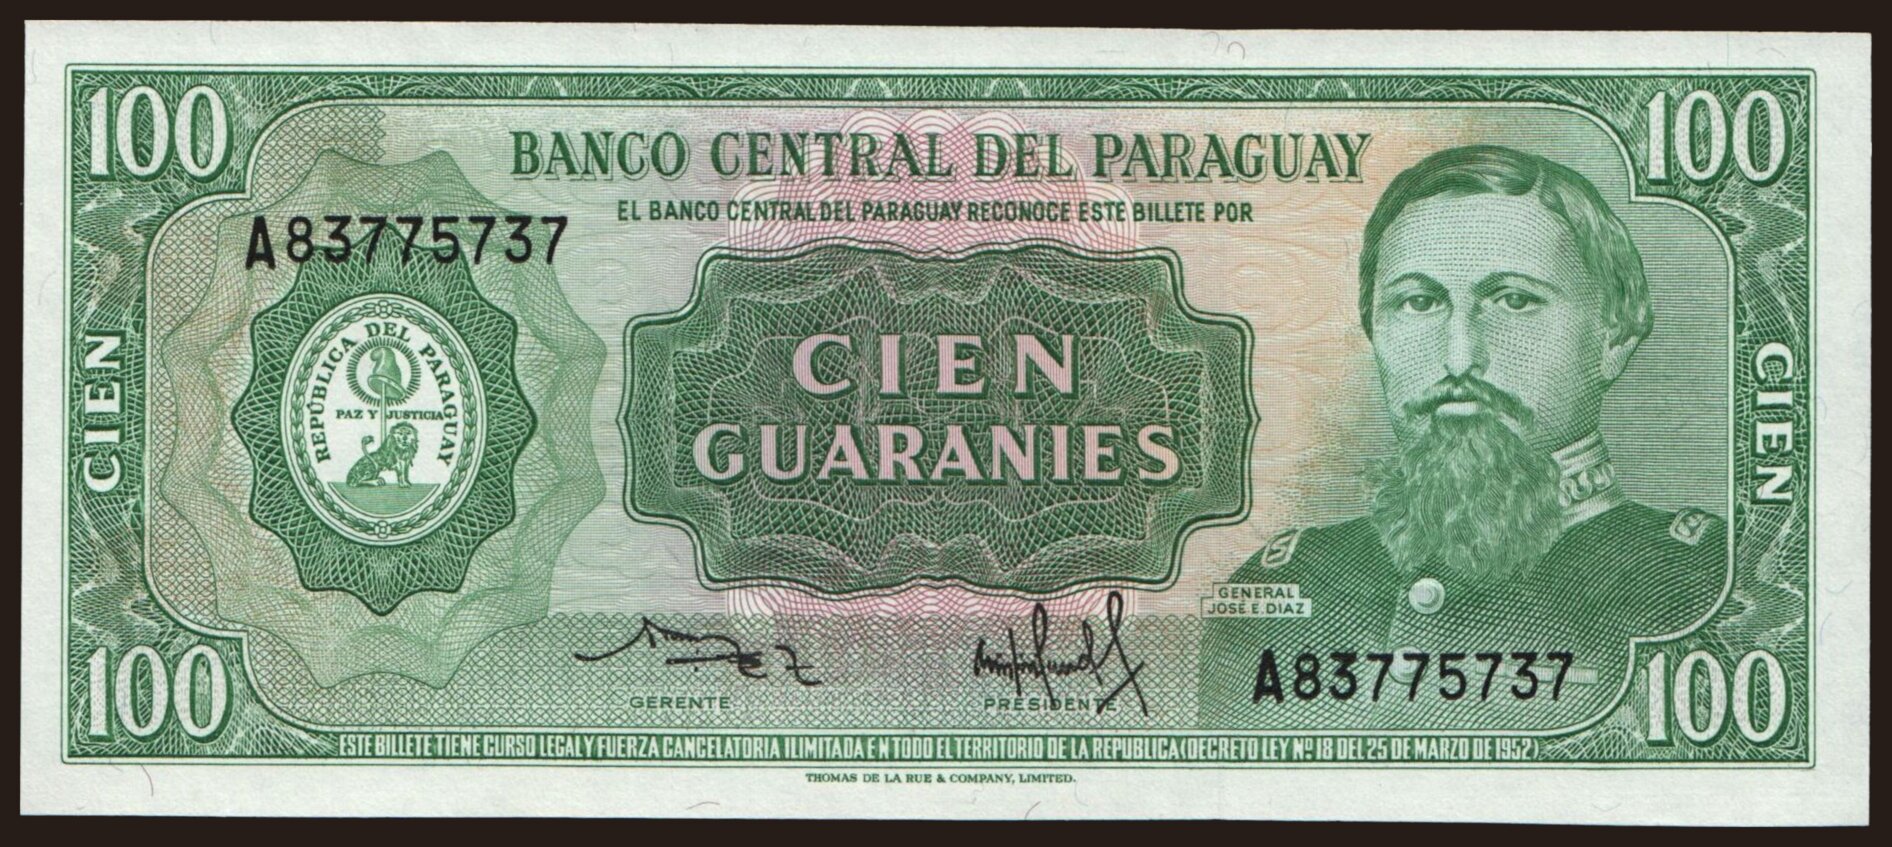 100
100
BANCO CENTRAL DEL PARAGUAY
EL BANCO CENTRAL DEL PARAGUAY RECONOCE ESTE BILLETE POR
A83775737
REPÚBLICA DEL PARAGUAY
PAZ Y JUSTICIA
CIEN
CIEN
GUARANIES
CIEN
GENERAL
JOSÉ E. DIAZ
A83775737
GERENTE
PRESIDENTE
100
100
ESTE BILLETE TIENE CURSO LEGAL Y FUERZA CANCELATORIA ILIMITADA EN TODO EL TERRITORIO DE LA REPUBLICA (DECRETO LEY Nº 18 DEL 25 DE MARZO DE 1952)
THOMAS DE LA RUE & COMPANY, LIMITED.